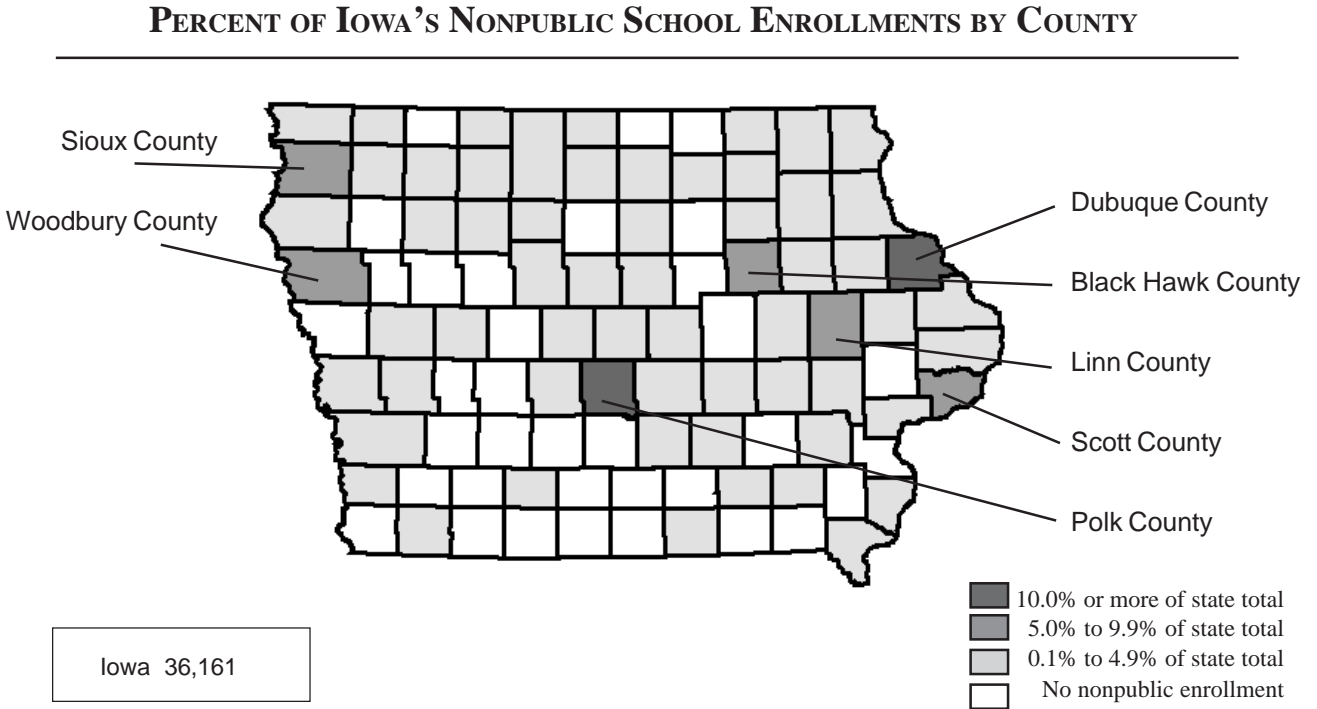 PERCENT OF IOWA'S NONPUBLIC SCHOOL ENROLLMENTS BY COUNTY
Sioux County
Woodbury County
Dubuque County
Black Hawk County
Linn County
Scott County
Polk County
10.0% or more of state total
5.0% to 9.9% of state total
0.1% to 4.9% of state total
No nonpublic enrollment
Iowa 36,161